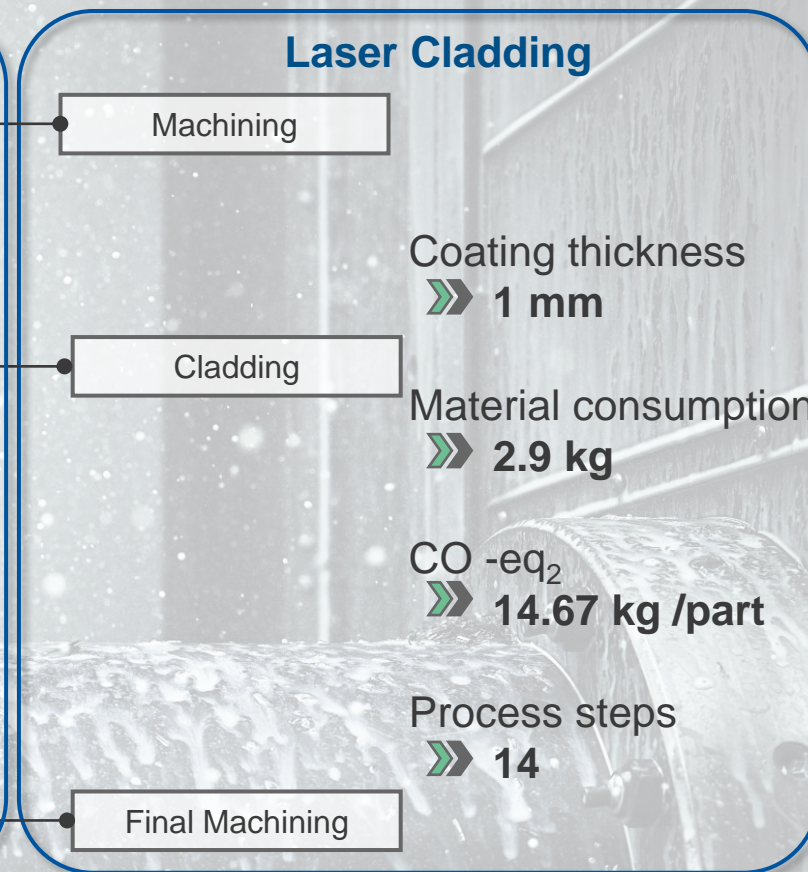 Laser Cladding
Machining
Coating thickness
1 mm
Cladding
Material consumption
2.9 kg
CO -eq₂
14.67 kg /part
Process steps
14
Final Machining